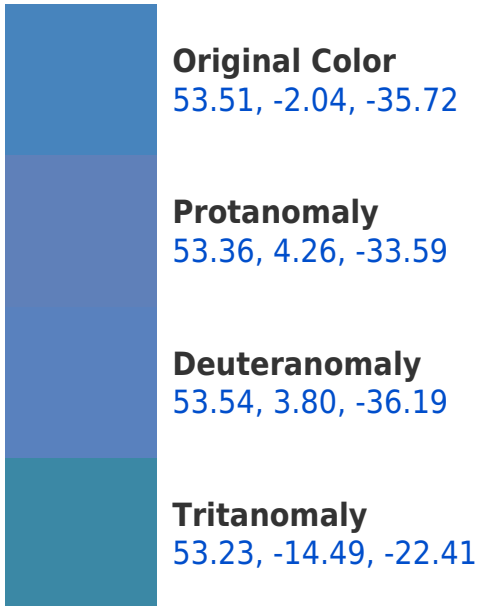 Original Color
53.51, -2.04, -35.72
Protanomaly
53.36, 4.26, -33.59
Deuteranomaly
53.54, 3.80, -36.19
Tritanomaly
53.23, -14.49, -22.41